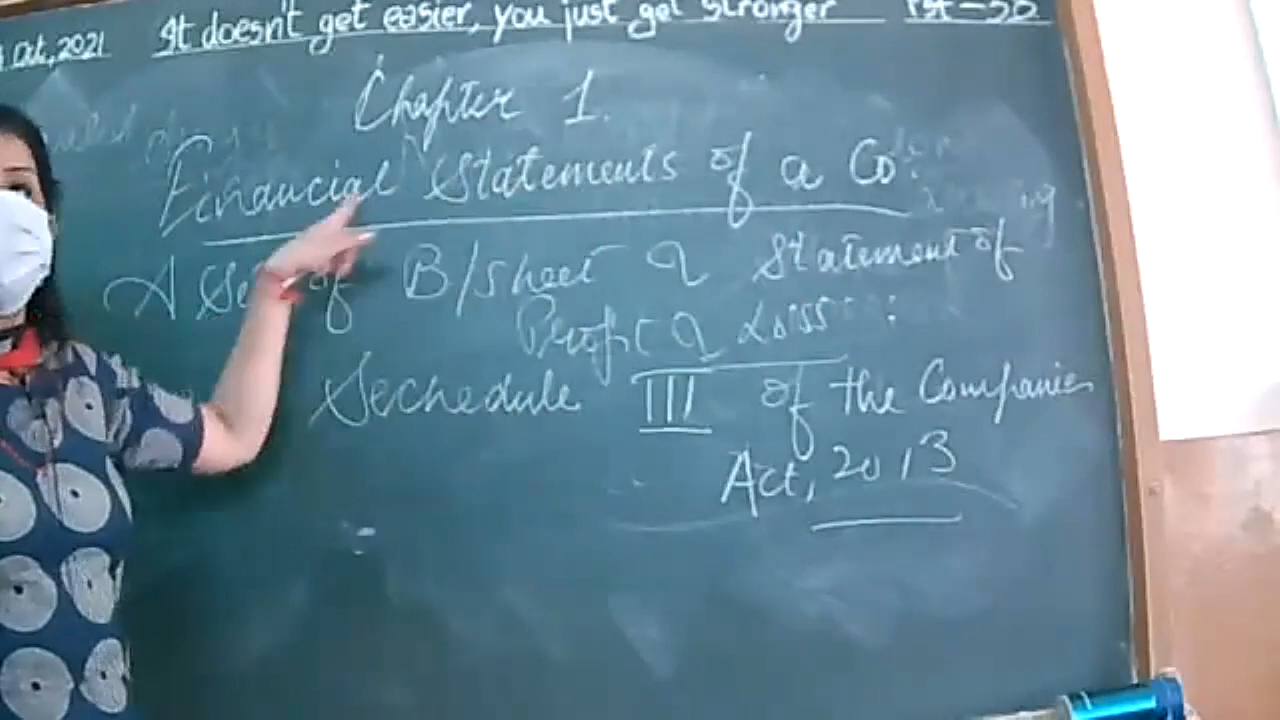 Oct, 2021 It doesn't get easier, you just get stronger
Chapter 1.
Financial Statements of a Co.
A Set of B/Sheet & Statement of
Profit & Loss :
Sechedule III of the Companies
Act, 2013